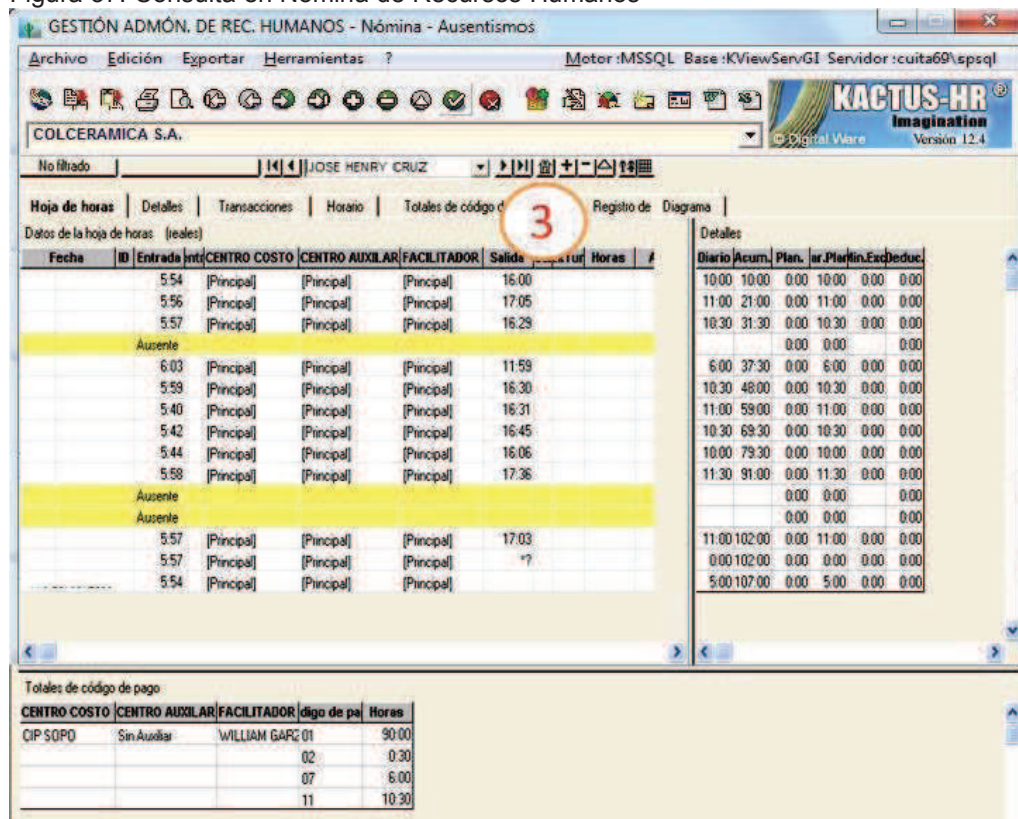 GESTIÓN ADMÓN. DE REC. HUMANOS - Nómina - Ausentismos
Archivo Edición Exportar Herramientas ? Motor :MSSQL Base :KViewServGI Servidor :cuita69\spsql
KACTUS-HR ®
Imagination
© Digital Ware Versión 12.4
COLCERAMICA S.A.
No filtrado JOSE HENRY CRUZ
Hoja de horas Detalles Transacciones Horario Totales de código 3 Registro de Diagrama
Datos de la hoja de horas (reales) Detalles
Fecha ID Entrada CENTRO COSTO CENTRO AUXILAR FACILITADOR Salida Horas Diario Acum. Plan. Deduc.
5:54 [Principal] [Principal] [Principal] 16:00 10:00 10:00 0:00 10:00 0:00 0:00
5:56 [Principal] [Principal] [Principal] 17:05 11:00 21:00 0:00 11:00 0:00 0:00
5:57 [Principal] [Principal] [Principal] 16:29 10:30 31:30 0:00 10:30 0:00 0:00
Ausente 0:00 0:00 0:00
6:03 [Principal] [Principal] [Principal] 11:59 6:00 37:30 0:00 6:00 0:00 0:00
5:59 [Principal] [Principal] [Principal] 16:30 10:30 48:00 0:00 10:30 0:00 0:00
5:40 [Principal] [Principal] [Principal] 16:31 11:00 59:00 0:00 11:00 0:00 0:00
5:42 [Principal] [Principal] [Principal] 16:45 10:30 69:30 0:00 10:30 0:00 0:00
5:44 [Principal] [Principal] [Principal] 16:06 10:00 79:30 0:00 10:00 0:00 0:00
5:58 [Principal] [Principal] [Principal] 17:36 11:30 91:00 0:00 11:30 0:00 0:00
Ausente 0:00 0:00 0:00
Ausente 0:00 0:00 0:00
5:57 [Principal] [Principal] [Principal] 17:03 11:00 102:00 0:00 11:00 0:00 0:00
5:57 [Principal] [Principal] [Principal] *? 0:00 102:00 0:00 0:00 0:00 0:00
5:54 [Principal] [Principal] [Principal] 5:00 107:00 0:00 5:00 0:00 0:00
Totales de código de pago
CENTRO COSTO CENTRO AUXILAR FACILITADOR digo de pa Horas
CIP SOPO Sin Auxiliar WILLIAM GARZ 01 90:00
02 0:30
07 6:00
11 10:30